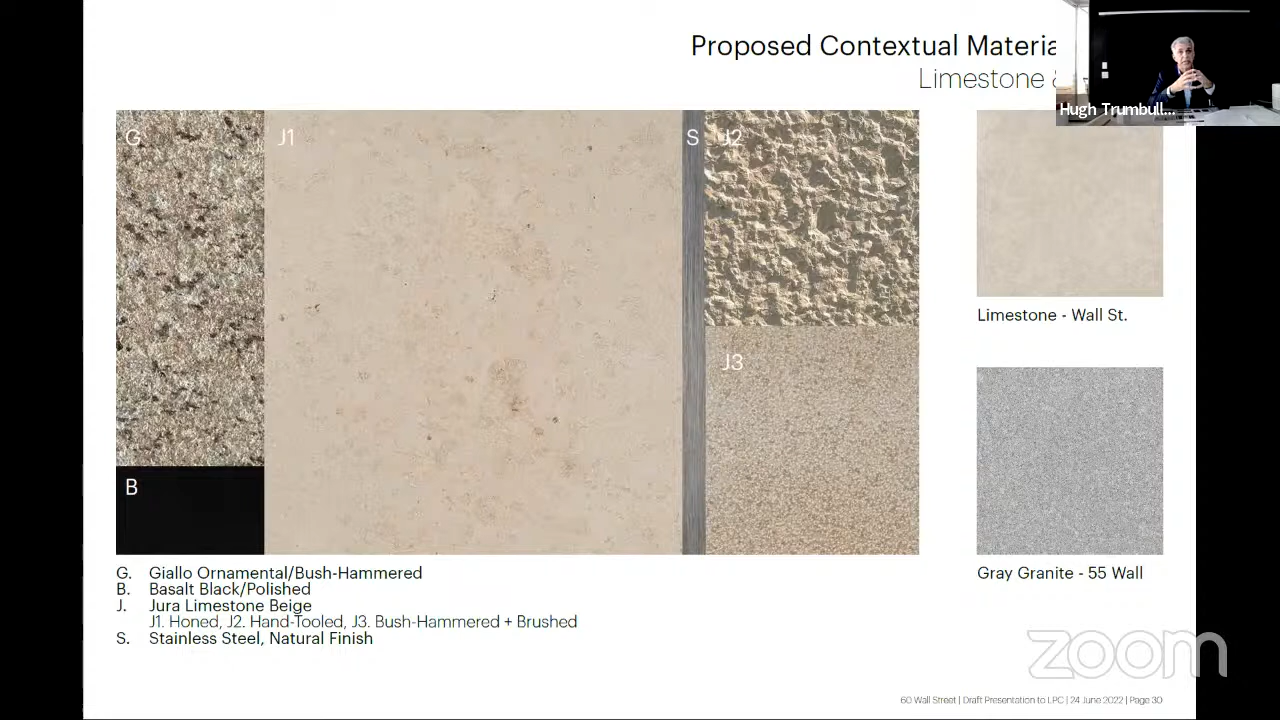 Proposed Contextual Materia
Limestone &
Hugh Trumbull...
G
J1
S
J2
J3
B
Limestone - Wall St.
Gray Granite - 55 Wall
G. Giallo Ornamental/Bush-Hammered
B. Basalt Black/Polished
J. Jura Limestone Beige
J1. Honed, J2. Hand-Tooled, J3. Bush-Hammered + Brushed
S. Stainless Steel, Natural Finish
zoom
60 Wall Street | Draft Presentation to LPC | 24 June 2022 | Page 30